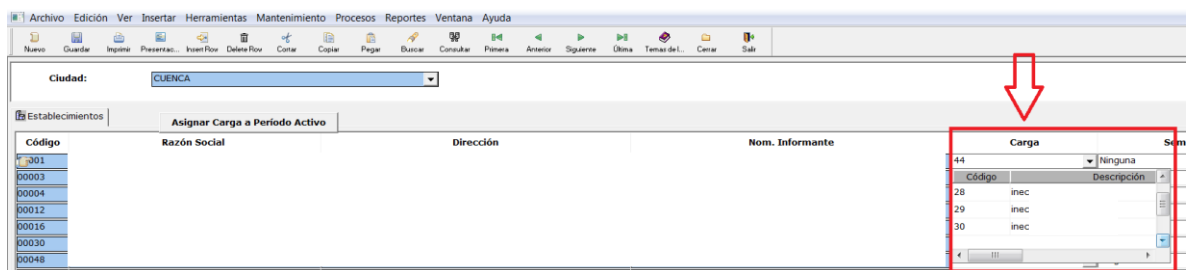 Archivo Edición Ver Insertar Herramientas Mantenimiento Procesos Reportes Ventana Ayuda
Nuevo Guardar Imprimir Presentac... Insert Row Delete Row Cortar Copiar Pegar Buscar Consultar Primera Anterior Siguiente Última Temas de l... Cerrar Salir
Ciudad: CUENCA
Establecimientos Asignar Carga a Período Activo
Código Razón Social Dirección Nom. Informante Carga Sem
001 44 Ninguna
00003 Código Descripción
00004 28 inec
00012 29 inec
00016 30 inec
00030
00048